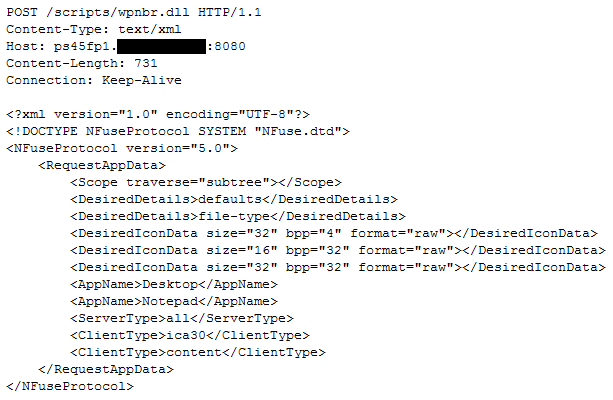 POST /scripts/wpnbr.dll HTTP/1.1
Content-Type: text/xml
Host: ps45fp1. :8080
Content-Length: 731
Connection: Keep-Alive

<?xml version="1.0" encoding="UTF-8"?>
<!DOCTYPE NFuseProtocol SYSTEM "NFuse.dtd">
<NFuseProtocol version="5.0">
    <RequestAppData>
        <Scope traverse="subtree"></Scope>
        <DesiredDetails>defaults</DesiredDetails>
        <DesiredDetails>file-type</DesiredDetails>
        <DesiredIconData size="32" bpp="4" format="raw"></DesiredIconData>
        <DesiredIconData size="16" bpp="32" format="raw"></DesiredIconData>
        <DesiredIconData size="32" bpp="32" format="raw"></DesiredIconData>
        <AppName>Desktop</AppName>
        <AppName>Notepad</AppName>
        <ServerType>all</ServerType>
        <ClientType>ica30</ClientType>
        <ClientType>content</ClientType>
    </RequestAppData>
</NFuseProtocol>